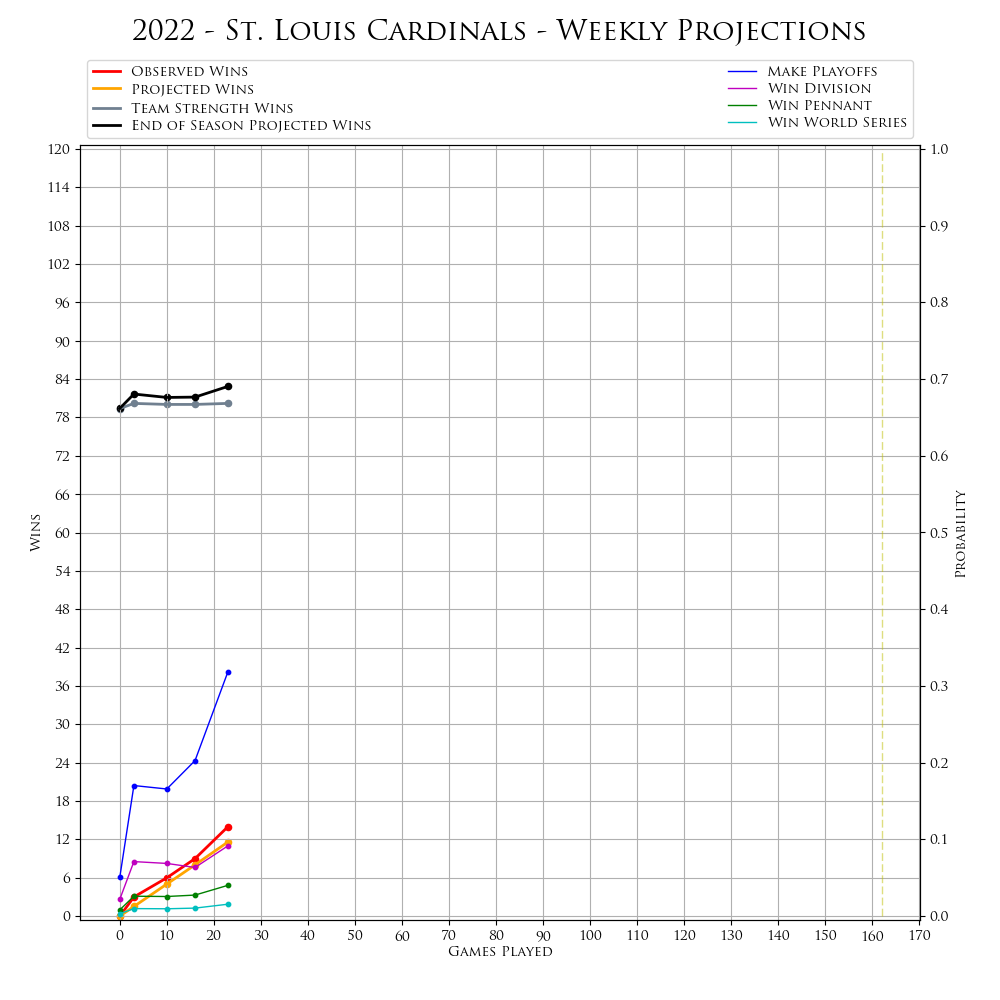 2022 - St. Louis Cardinals - Weekly Projections
Observed Wins
Projected Wins
Team Strength Wins
End of Season Projected Wins
Make Playoffs
Win Division
Win Pennant
Win World Series
120
114
108
102
96
90
84
78
72
66
60
54
48
42
36
30
24
18
12
6
0
Wins
1.0
0.9
0.8
0.7
0.6
0.5
0.4
0.3
0.2
0.1
0.0
Probability
0 10 20 30 40 50 60 70 80 90 100 110 120 130 140 150 160 170
Games Played